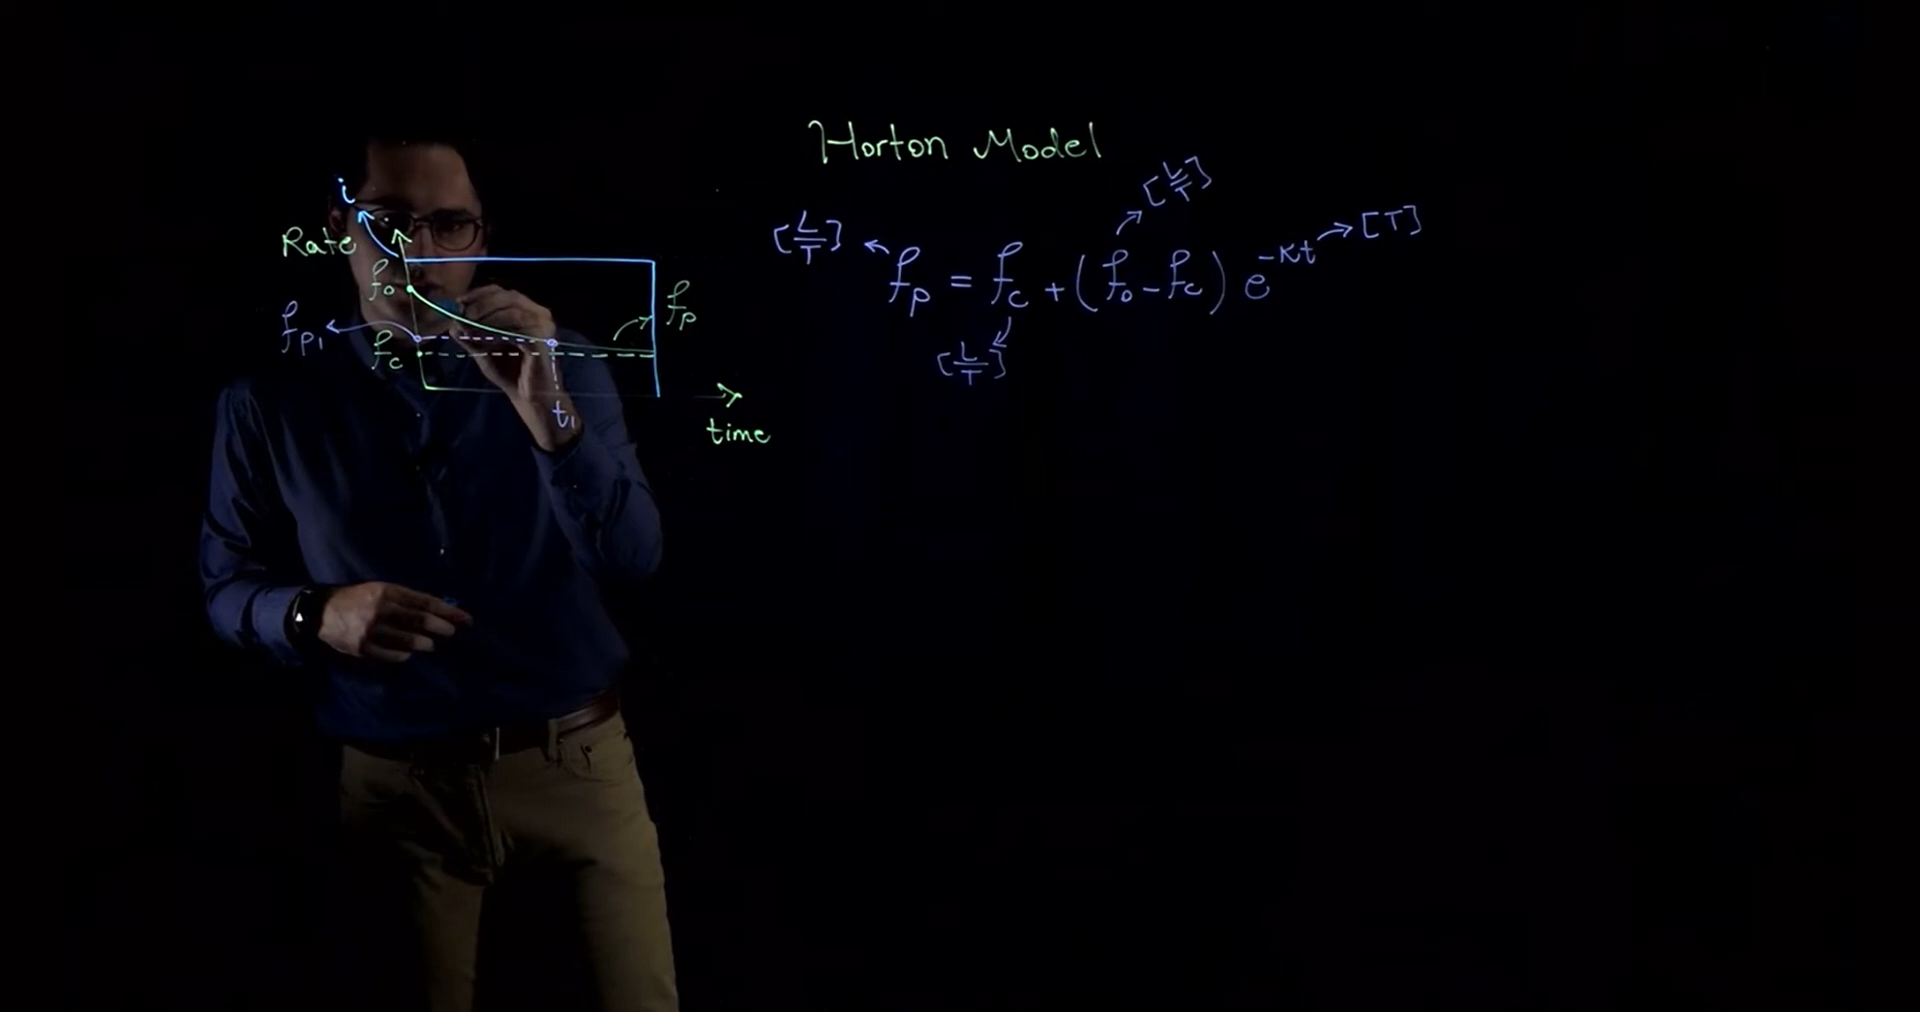 Horton Model
[L/T]
i
[L/T] [T]
Rate
fp = fc + (fo - fc) e^-Kt
fo
fp
fp1
fc
[L/T]
t1
time